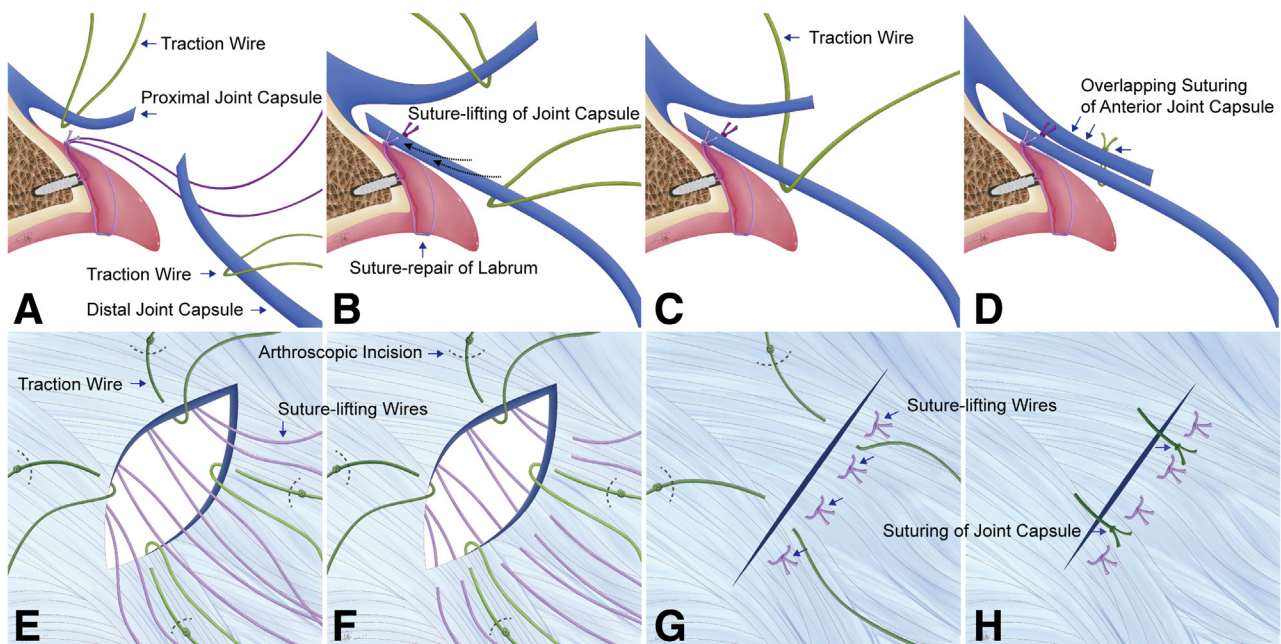 Traction Wire
Proximal Joint Capsule
Traction Wire
Distal Joint Capsule
A
Suture-lifting of Joint Capsule
Suture-repair of Labrum
B
Traction Wire
C
Overlapping Suturing
of Anterior Joint Capsule
D
Traction Wire
Suture-lifting Wires
E
Arthroscopic Incision
F
Suture-lifting Wires
G
Suturing of Joint Capsule
H